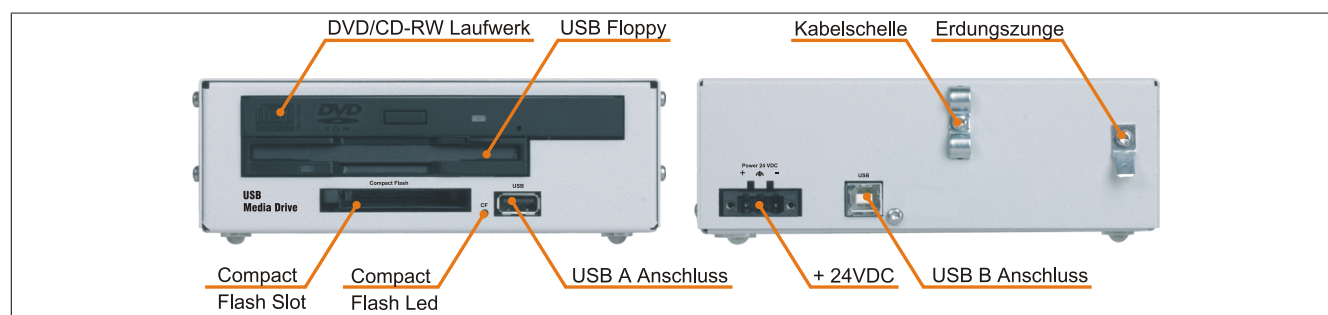 DVD/CD-RW Laufwerk
USB Floppy
Kabelschelle
Erdungszunge
DVD
ROM
Compact Flash
USB
CF
USB
Media Drive
Power 24 VDC
+ -
USB
Compact
Flash Slot
Compact
Flash Led
USB A Anschluss
+ 24VDC
USB B Anschluss